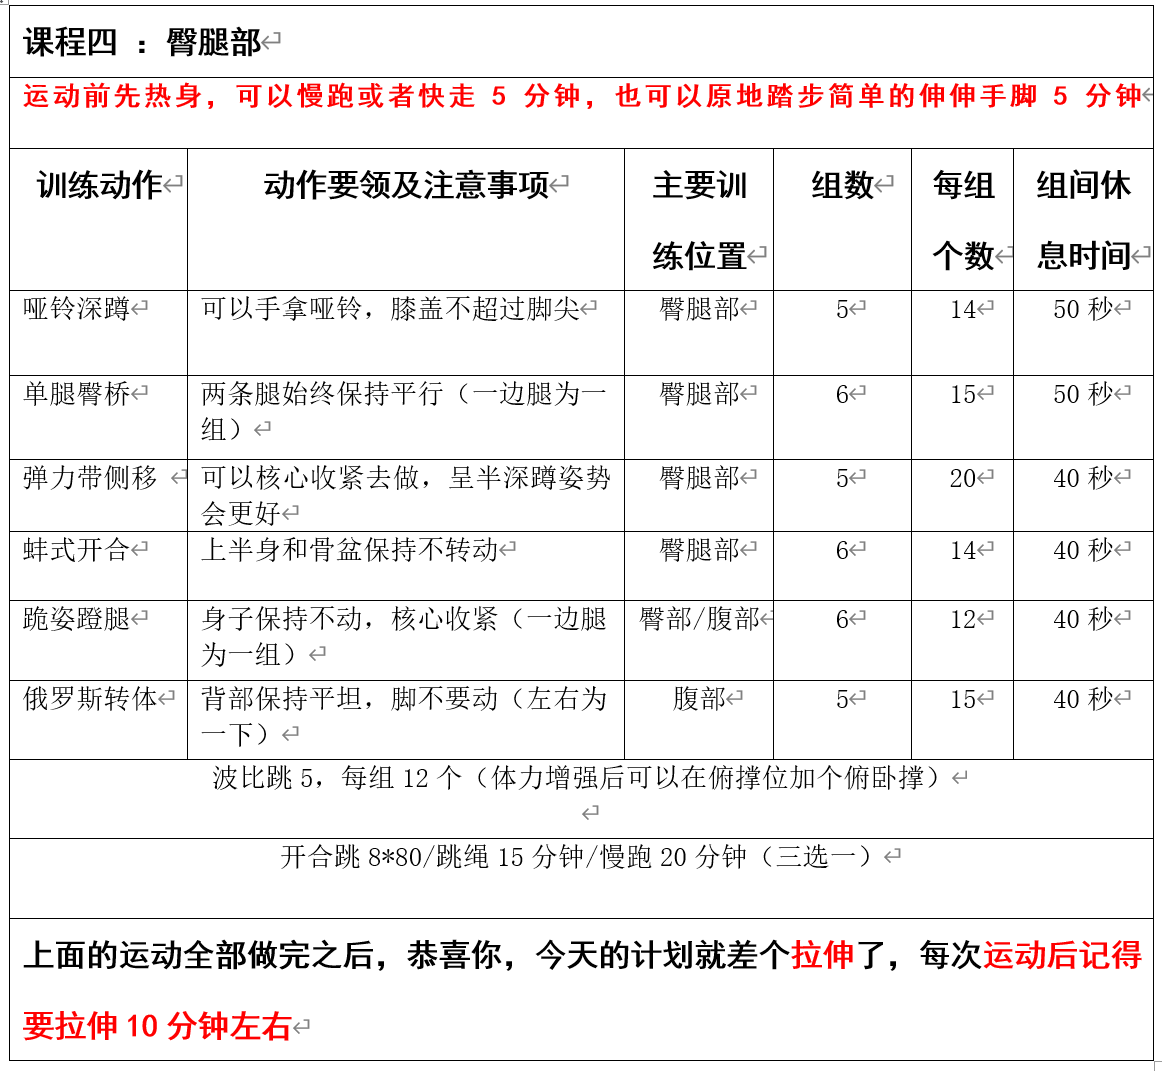 课程四 ：臀腿部
运动前先热身，可以慢跑或者快走 5 分钟，也可以原地踏步简单的伸伸手脚 5 分钟
训练动作 动作要领及注意事项 主要训 组数 每组 组间休
练位置 个数 息时间
哑铃深蹲 可以手拿哑铃，膝盖不超过脚尖 臀腿部 5 14 50 秒
单腿臀桥 两条腿始终保持平行（一边腿为一 臀腿部 6 15 50 秒
组）
弹力带侧移 可以核心收紧去做，呈半深蹲姿势 臀腿部 5 20 40 秒
会更好
蚌式开合 上半身和骨盆保持不转动 臀腿部 6 14 40 秒
跪姿蹬腿 身子保持不动，核心收紧（一边腿 臀部/腹部 6 12 40 秒
为一组）
俄罗斯转体 背部保持平坦，脚不要动（左右为 腹部 5 15 40 秒
一下）
波比跳 5，每组 12 个（体力增强后可以在俯撑位加个俯卧撑）
开合跳 8*80/跳绳 15 分钟/慢跑 20 分钟（三选一）
上面的运动全部做完之后，恭喜你，今天的计划就差个拉伸了，每次运动后记得
要拉伸 10 分钟左右